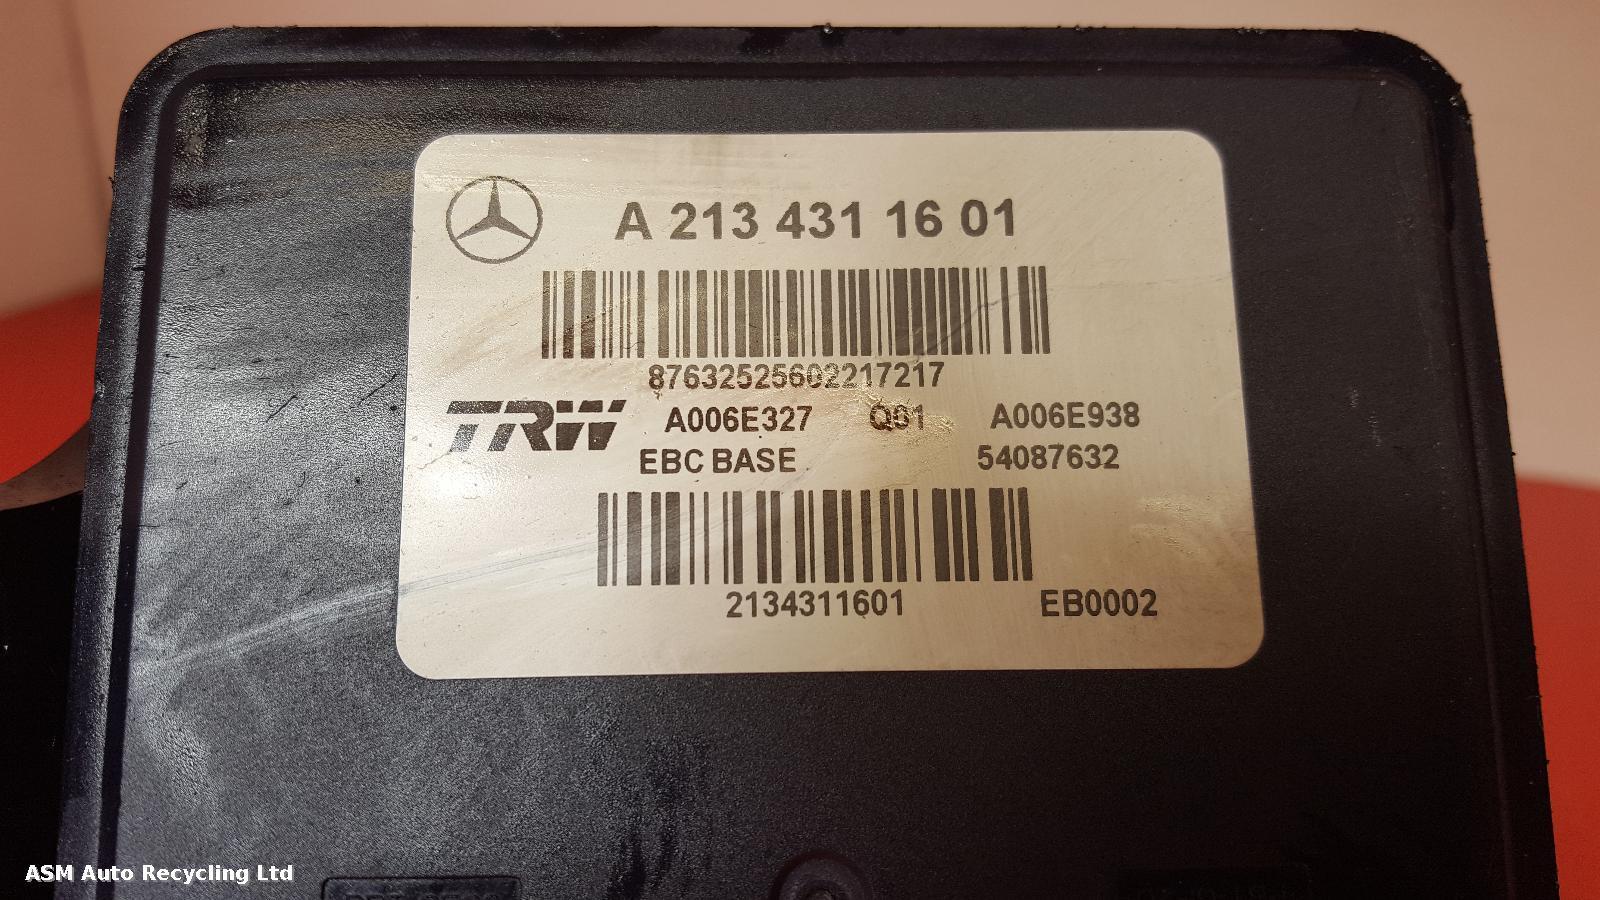 A 213 431 16 01
87632525602217217
TRW A006E327 Q01 A006E938
EBC BASE 54087632
2134311601 EB0002
ASM Auto Recycling Ltd